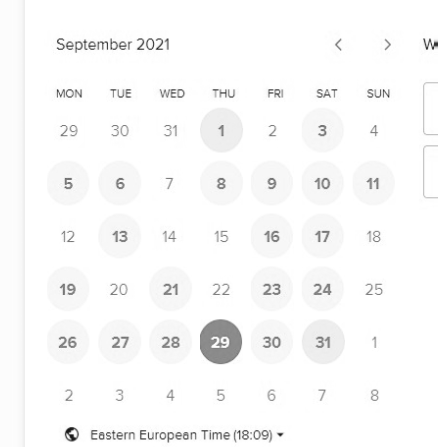 September 2021
MON TUE WED THU FRI SAT SUN
29 30 31 1 2 3 4
5 6 7 8 9 10 11
12 13 14 15 16 17 18
19 20 21 22 23 24 25
26 27 28 29 30 31 1
2 3 4 5 6 7 8
Eastern European Time (18:09)